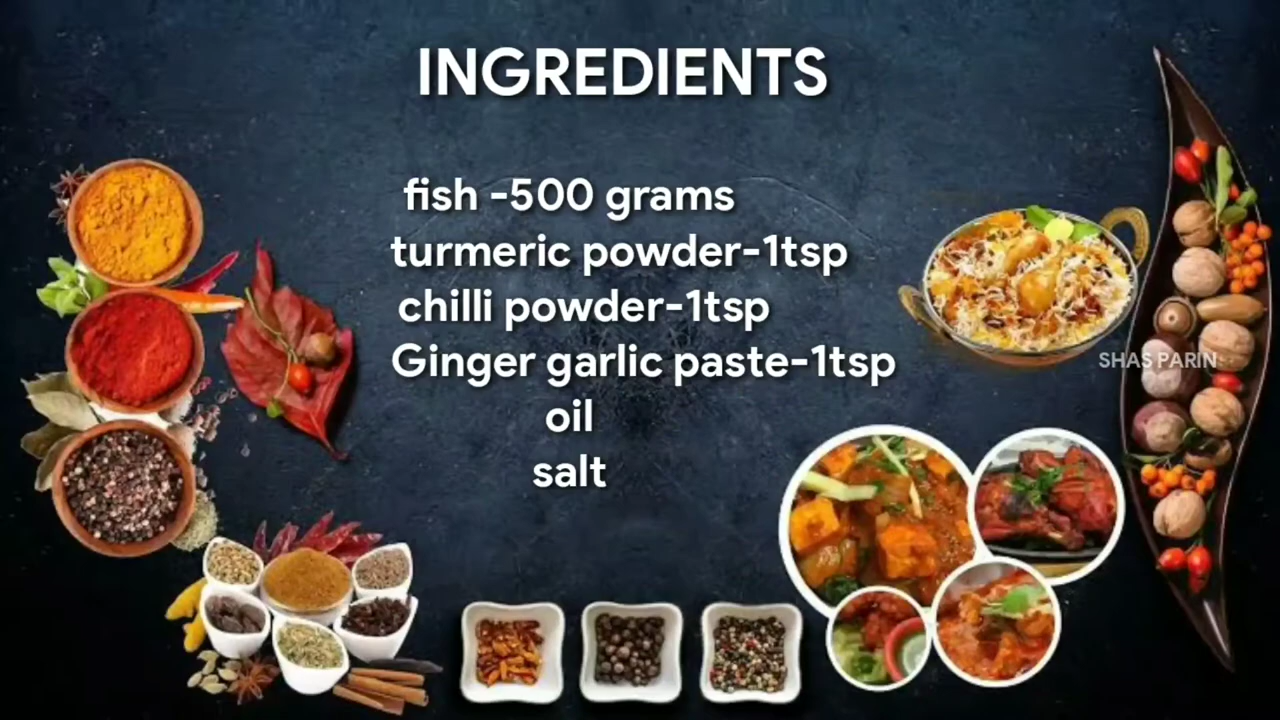 INGREDIENTS
fish -500 grams
turmeric powder-1tsp
chilli powder-1tsp
Ginger garlic paste-1tsp
oil
salt
SHAS PARIN